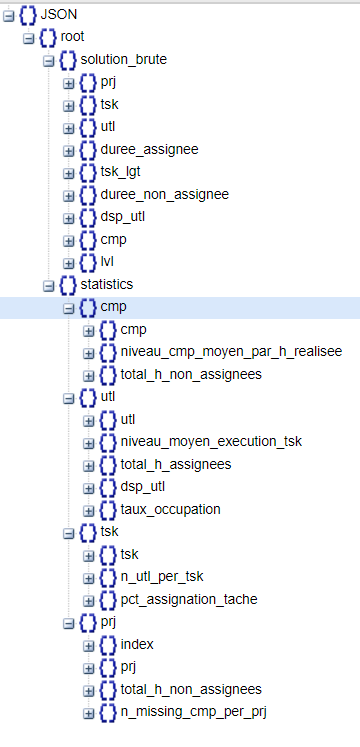 JSON
root
solution_brute
prj
tsk
utl
duree_assignee
tsk_lgt
duree_non_assignee
dsp_utl
cmp
lvl
statistics
cmp
cmp
niveau_cmp_moyen_par_h_realisee
total_h_non_assignees
utl
utl
niveau_moyen_execution_tsk
total_h_assignees
dsp_utl
taux_occupation
tsk
tsk
n_utl_per_tsk
pct_assignation_tache
prj
index
prj
total_h_non_assignees
n_missing_cmp_per_prj